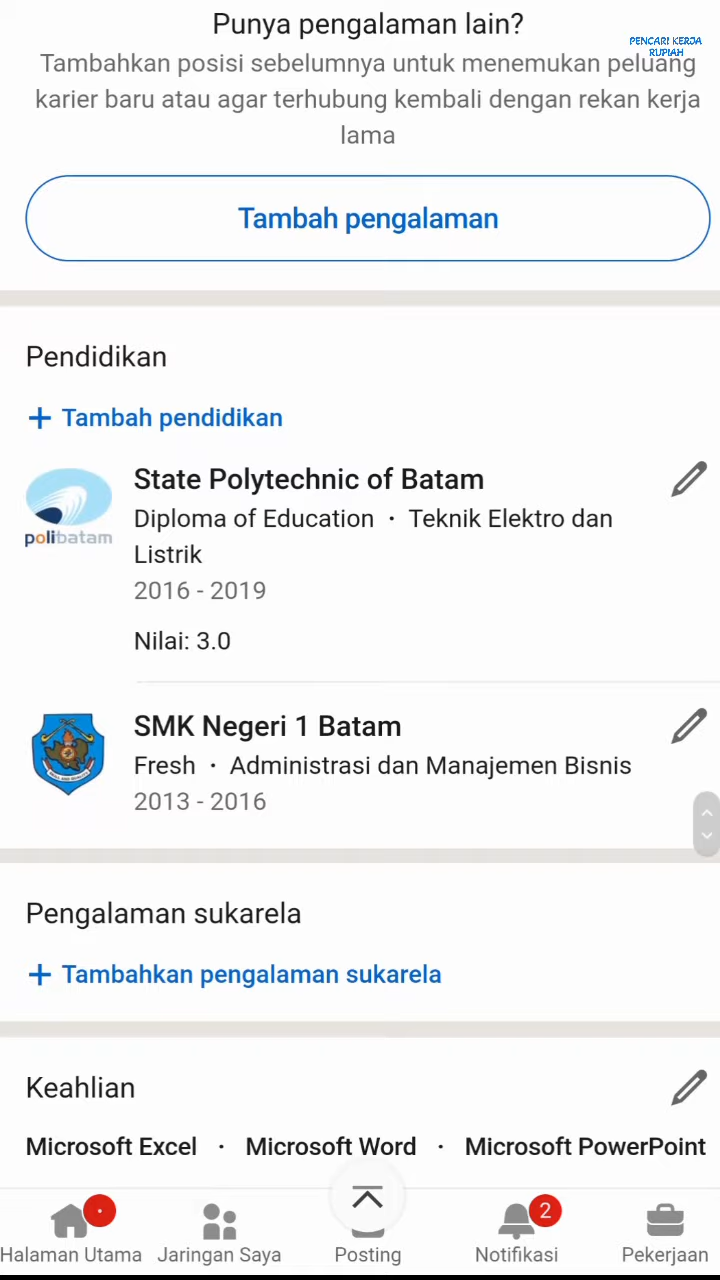 Punya pengalaman lain?
PENCARI KERJA
RUPIAH
Tambahkan posisi sebelumnya untuk menemukan peluang
karier baru atau agar terhubung kembali dengan rekan kerja
lama
Tambah pengalaman
Pendidikan
+ Tambah pendidikan
polibatam
State Polytechnic of Batam
Diploma of Education · Teknik Elektro dan
Listrik
2016 - 2019
Nilai: 3.0
SMK Negeri 1 Batam
Fresh · Administrasi dan Manajemen Bisnis
2013 - 2016
Pengalaman sukarela
+ Tambahkan pengalaman sukarela
Keahlian
Microsoft Excel · Microsoft Word · Microsoft PowerPoint
2
Halaman Utama Jaringan Saya Posting Notifikasi Pekerjaan